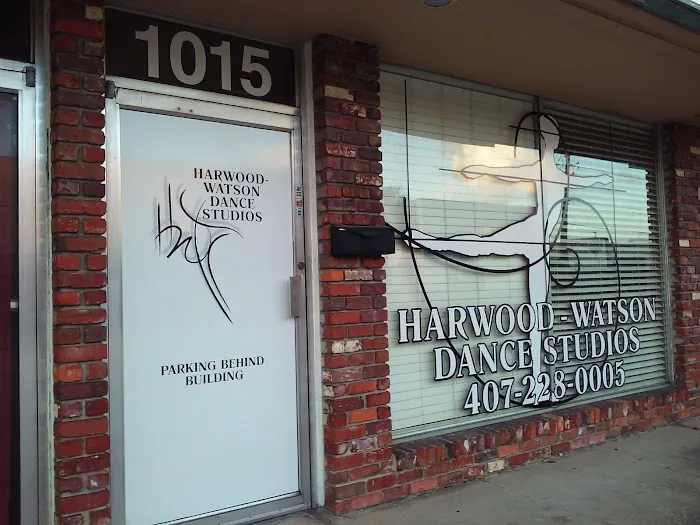 1015
HARWOOD-
WATSON
DANCE
STUDIOS
PARKING BEHIND
BUILDING
HARWOOD-WATSON
DANCE STUDIOS
407-228-0005